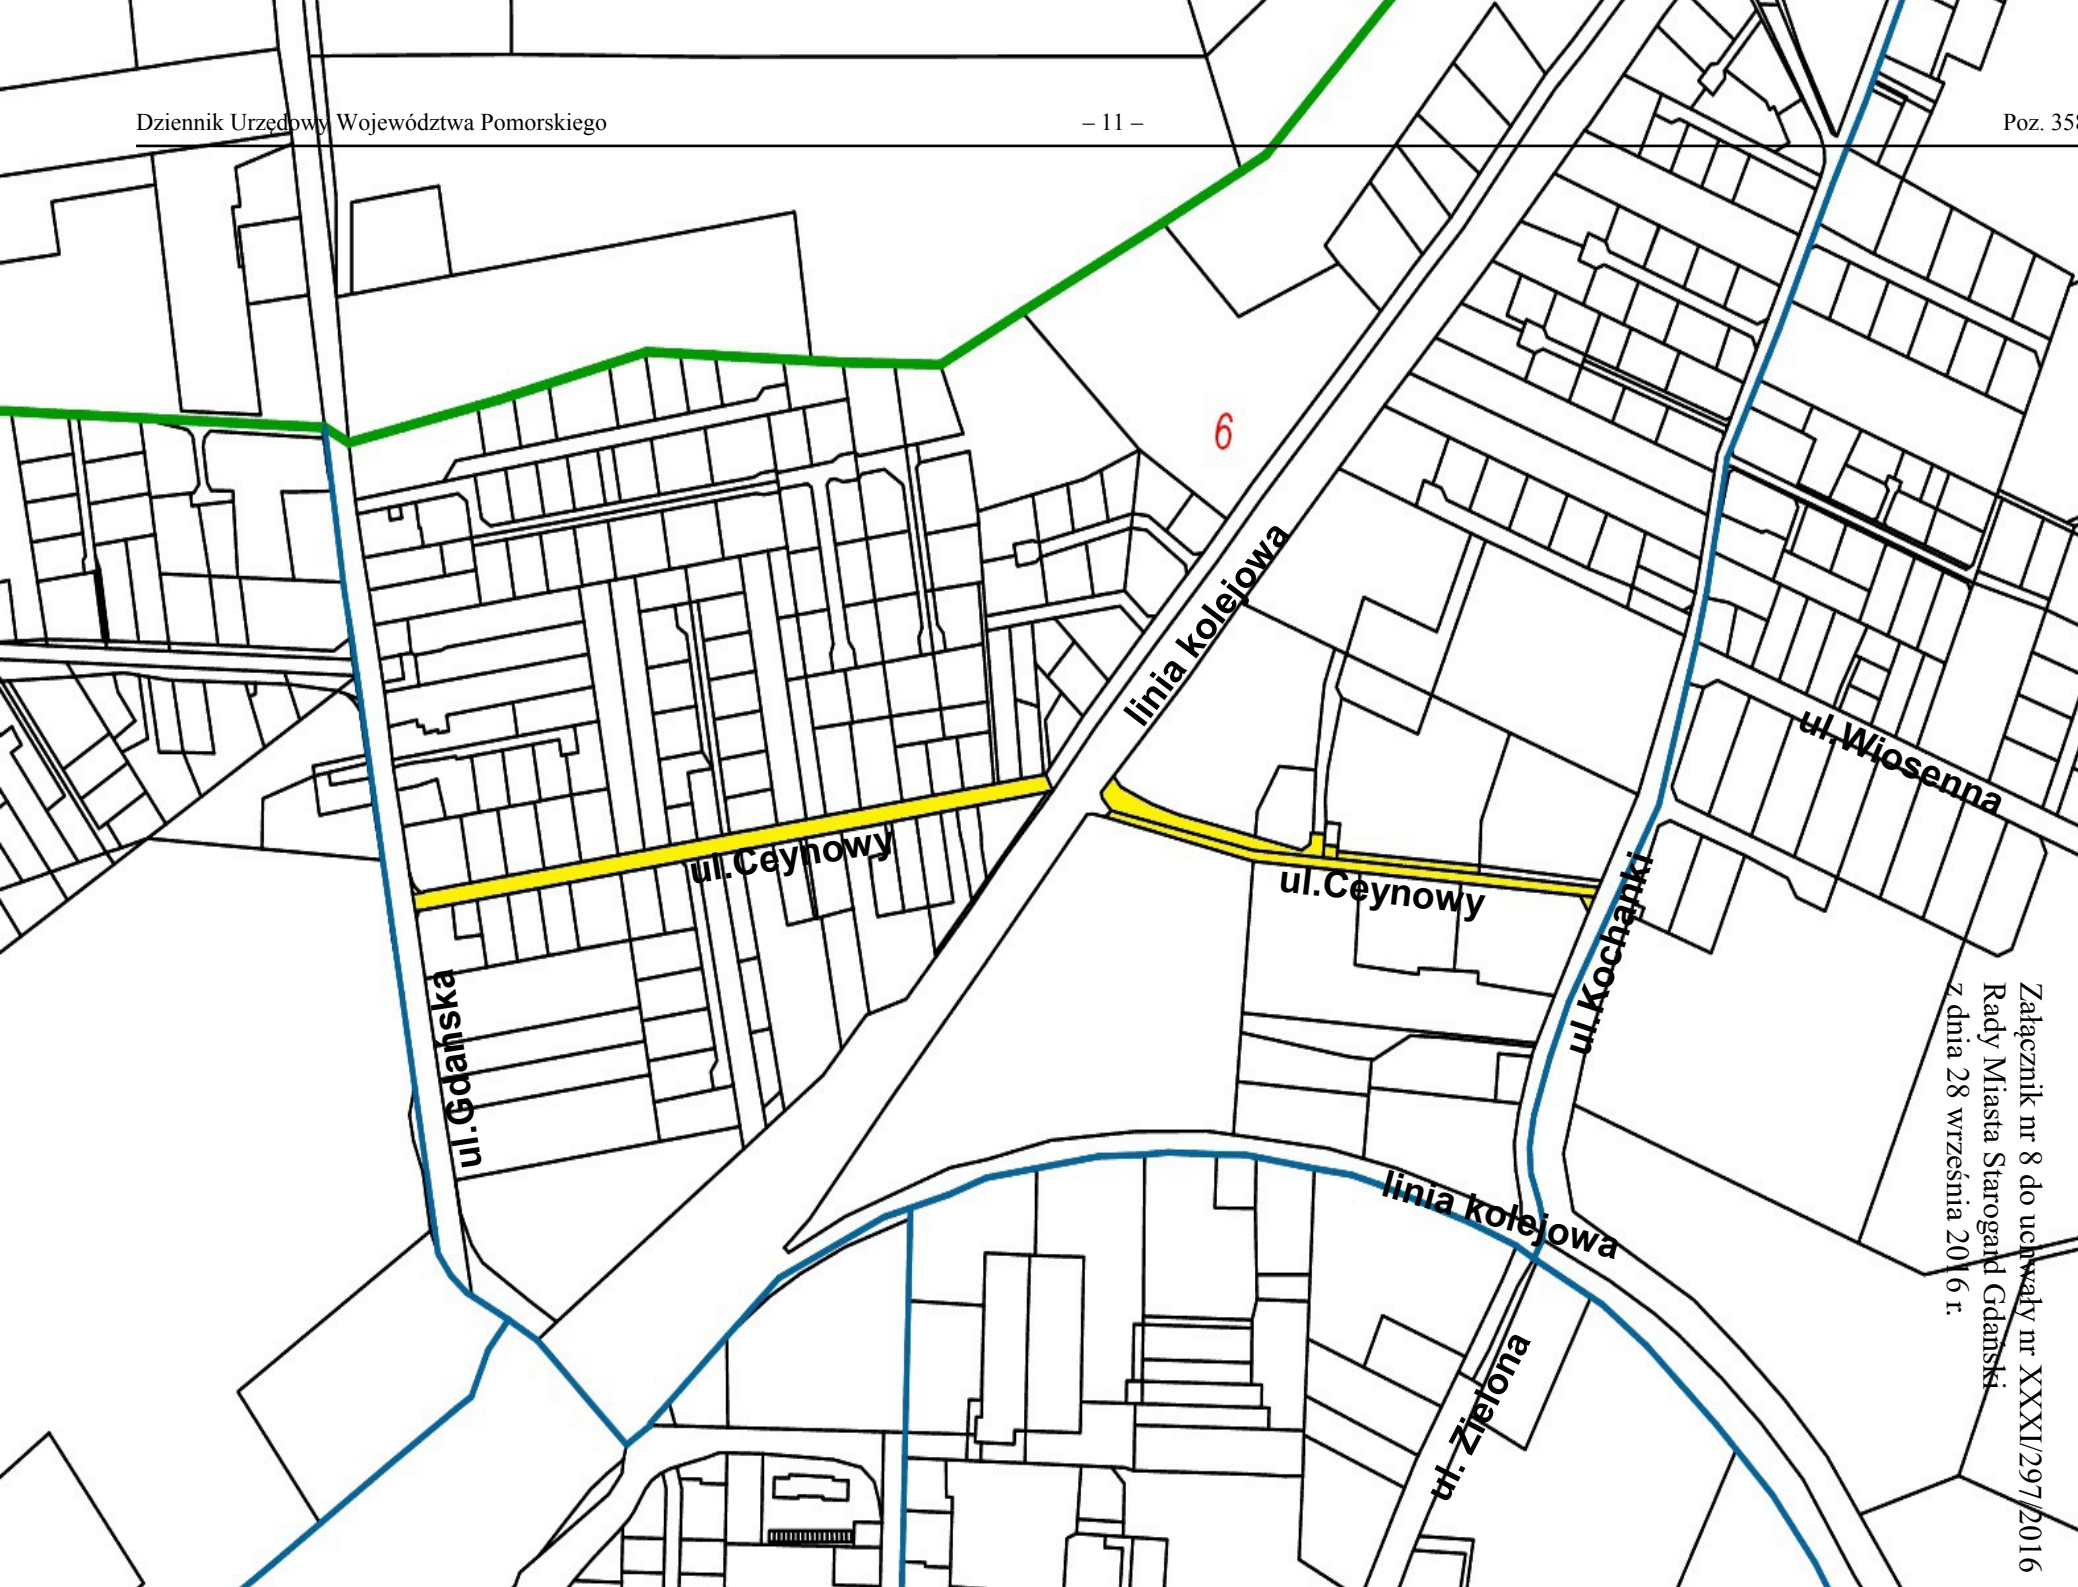 Dziennik Urzędowy Województwa Pomorskiego
– 11 –
Poz. 358
6
linia kolejowa
ul.Wiosenna
ul.Ceynowy
ul.Ceynowy
ul.Kochanki
ul.Gdańska
linia kolejowa
ul. Zielona
Załącznik nr 8 do uchwały nr XXXI/297/2016
Rady Miasta Starogard Gdański
z dnia 28 września 2016 r.